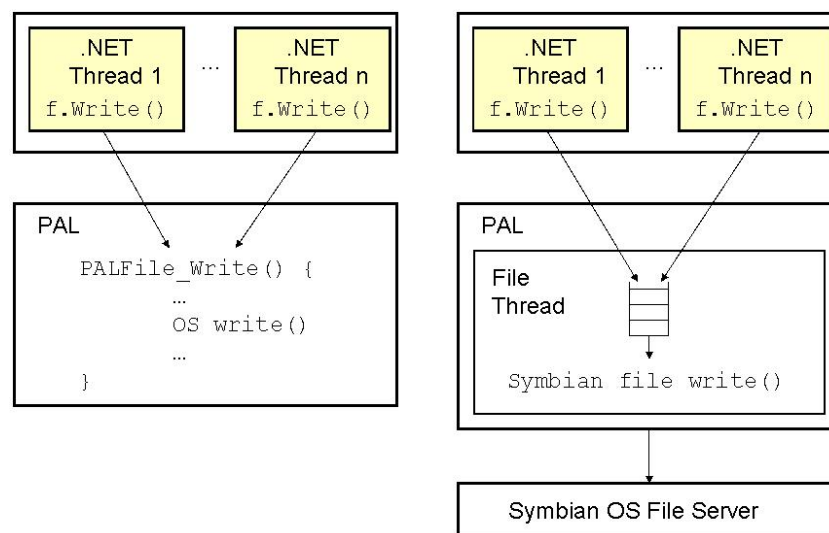 .NET
Thread 1
f.Write()
...
.NET
Thread n
f.Write()
PAL
PALFile_Write() {
...
OS write()
...
}
.NET
Thread 1
f.Write()
...
.NET
Thread n
f.Write()
PAL
File
Thread
Symbian file write()
Symbian OS File Server